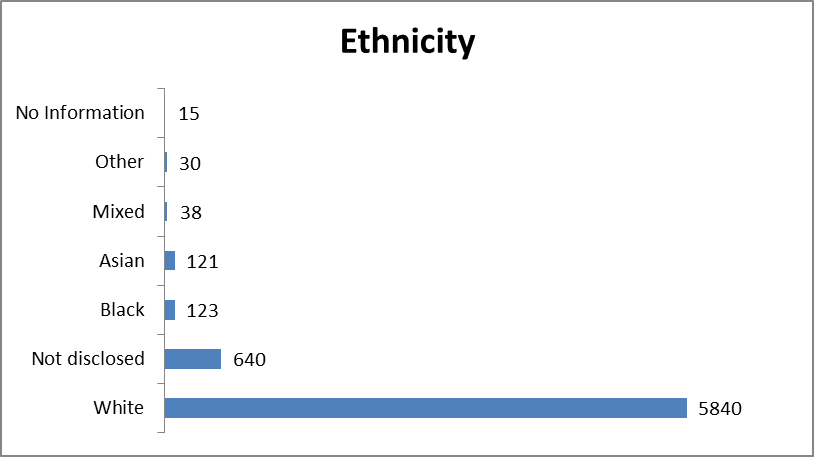 Ethnicity
No Information 15
Other 30
Mixed 38
Asian 121
Black 123
Not disclosed 640
White 5840